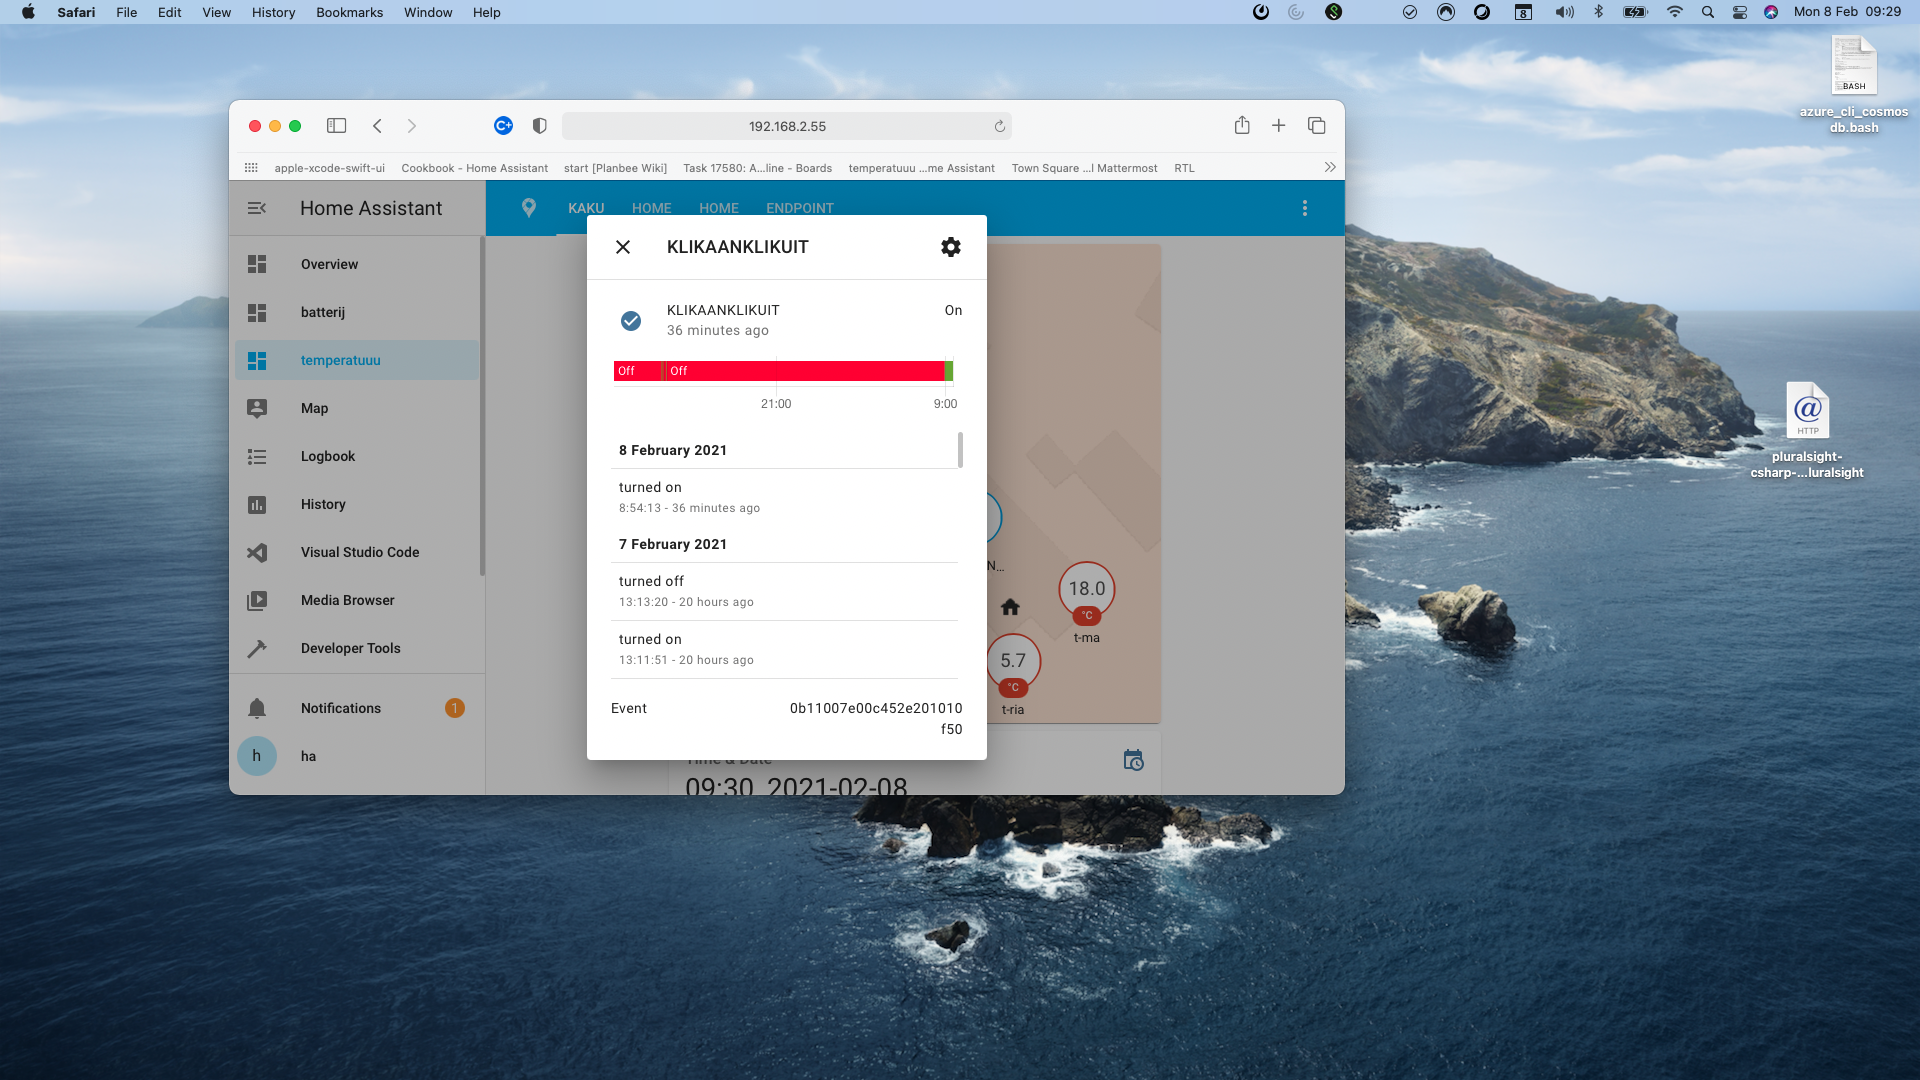 Safari File Edit View History Bookmarks Window Help
8
Mon 8 Feb 09:29
BASH
azure_cli_cosmos
db.bash
HTTP
pluralsight-
csharp-...luralsight
C+
192.168.2.55
apple-xcode-swift-ui
Cookbook - Home Assistant
start [Planbee Wiki]
Task 17580: A...line - Boards
temperatuuu ...me Assistant
Town Square ...l Mattermost
RTL
Home Assistant
KAKU
HOME
HOME
ENDPOINT
Overview
batterij
temperatuuu
Map
Logbook
History
Visual Studio Code
Media Browser
Developer Tools
Notifications
1
h
ha
KLIKAANKLIKUIT
KLIKAANKLIKUIT
On
36 minutes ago
Off
Off
21:00
9:00
8 February 2021
turned on
8:54:13 - 36 minutes ago
7 February 2021
turned off
13:13:20 - 20 hours ago
turned on
13:11:51 - 20 hours ago
Event
0b11007e00c452e201010
f50
N...
18.0
°C
t-ma
5.7
°C
t-ria
Time & Date
09:30, 2021-02-08